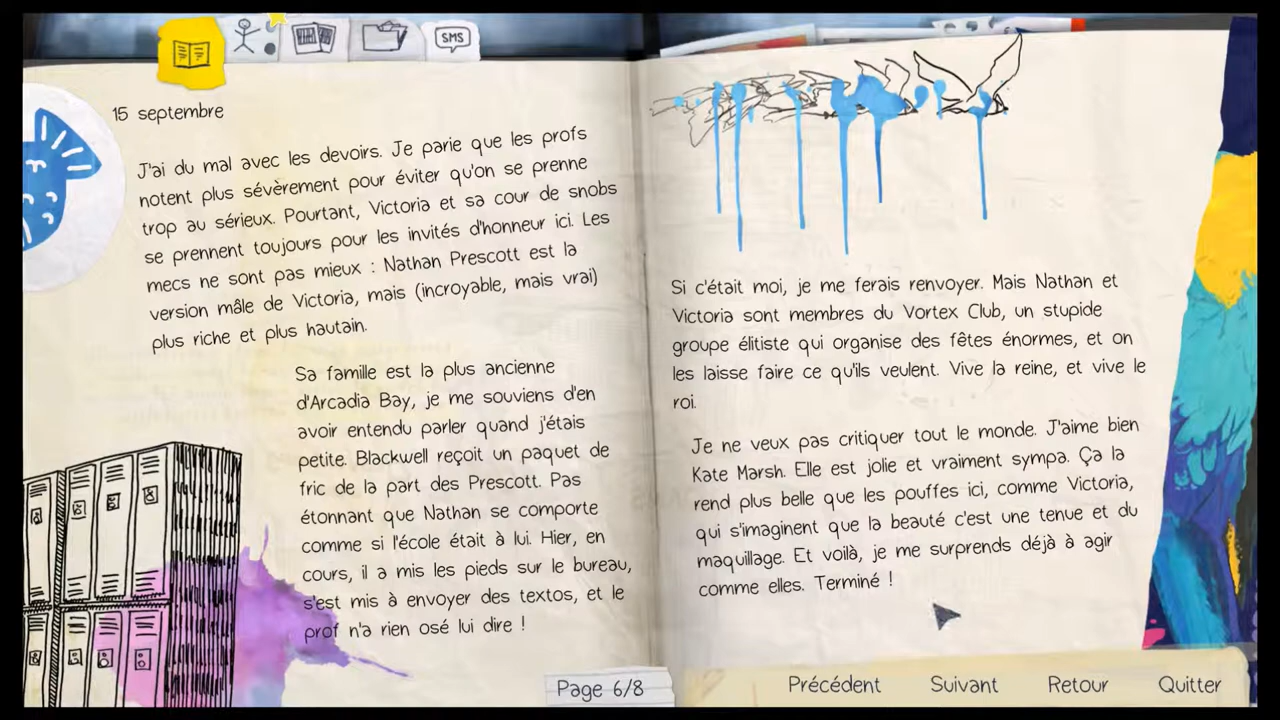 SMS
15 septembre
J'ai du mal avec les devoirs. Je parie que les profs
notent plus sévèrement pour éviter qu'on se prenne
trop au sérieux. Pourtant, Victoria et sa cour de snobs
se prennent toujours pour les invités d'honneur ici. Les
mecs ne sont pas mieux : Nathan Prescott est la
version mâle de Victoria, mais (incroyable, mais vrai)
plus riche et plus hautain.
Sa famille est la plus ancienne
d'Arcadia Bay, je me souviens d'en
avoir entendu parler quand j'étais
petite. Blackwell reçoit un paquet de
fric de la part des Prescott. Pas
étonnant que Nathan se comporte
comme si l'école était à lui. Hier, en
cours, il a mis les pieds sur le bureau,
s'est mis à envoyer des textos, et le
prof n'a rien osé lui dire !
Si c'était moi, je me ferais renvoyer. Mais Nathan et
Victoria sont membres du Vortex Club, un stupide
groupe élitiste qui organise des fêtes énormes, et on
les laisse faire ce qu'ils veulent. Vive la reine, et vive le
roi.
Je ne veux pas critiquer tout le monde. J'aime bien
Kate Marsh. Elle est jolie et vraiment sympa. Ça la
rend plus belle que les pouffes ici, comme Victoria,
qui s'imaginent que la beauté c'est une tenue et du
maquillage. Et voilà, je me surprends déjà à agir
comme elles. Terminé !
Page 6/8
Précédent Suivant Retour Quitter